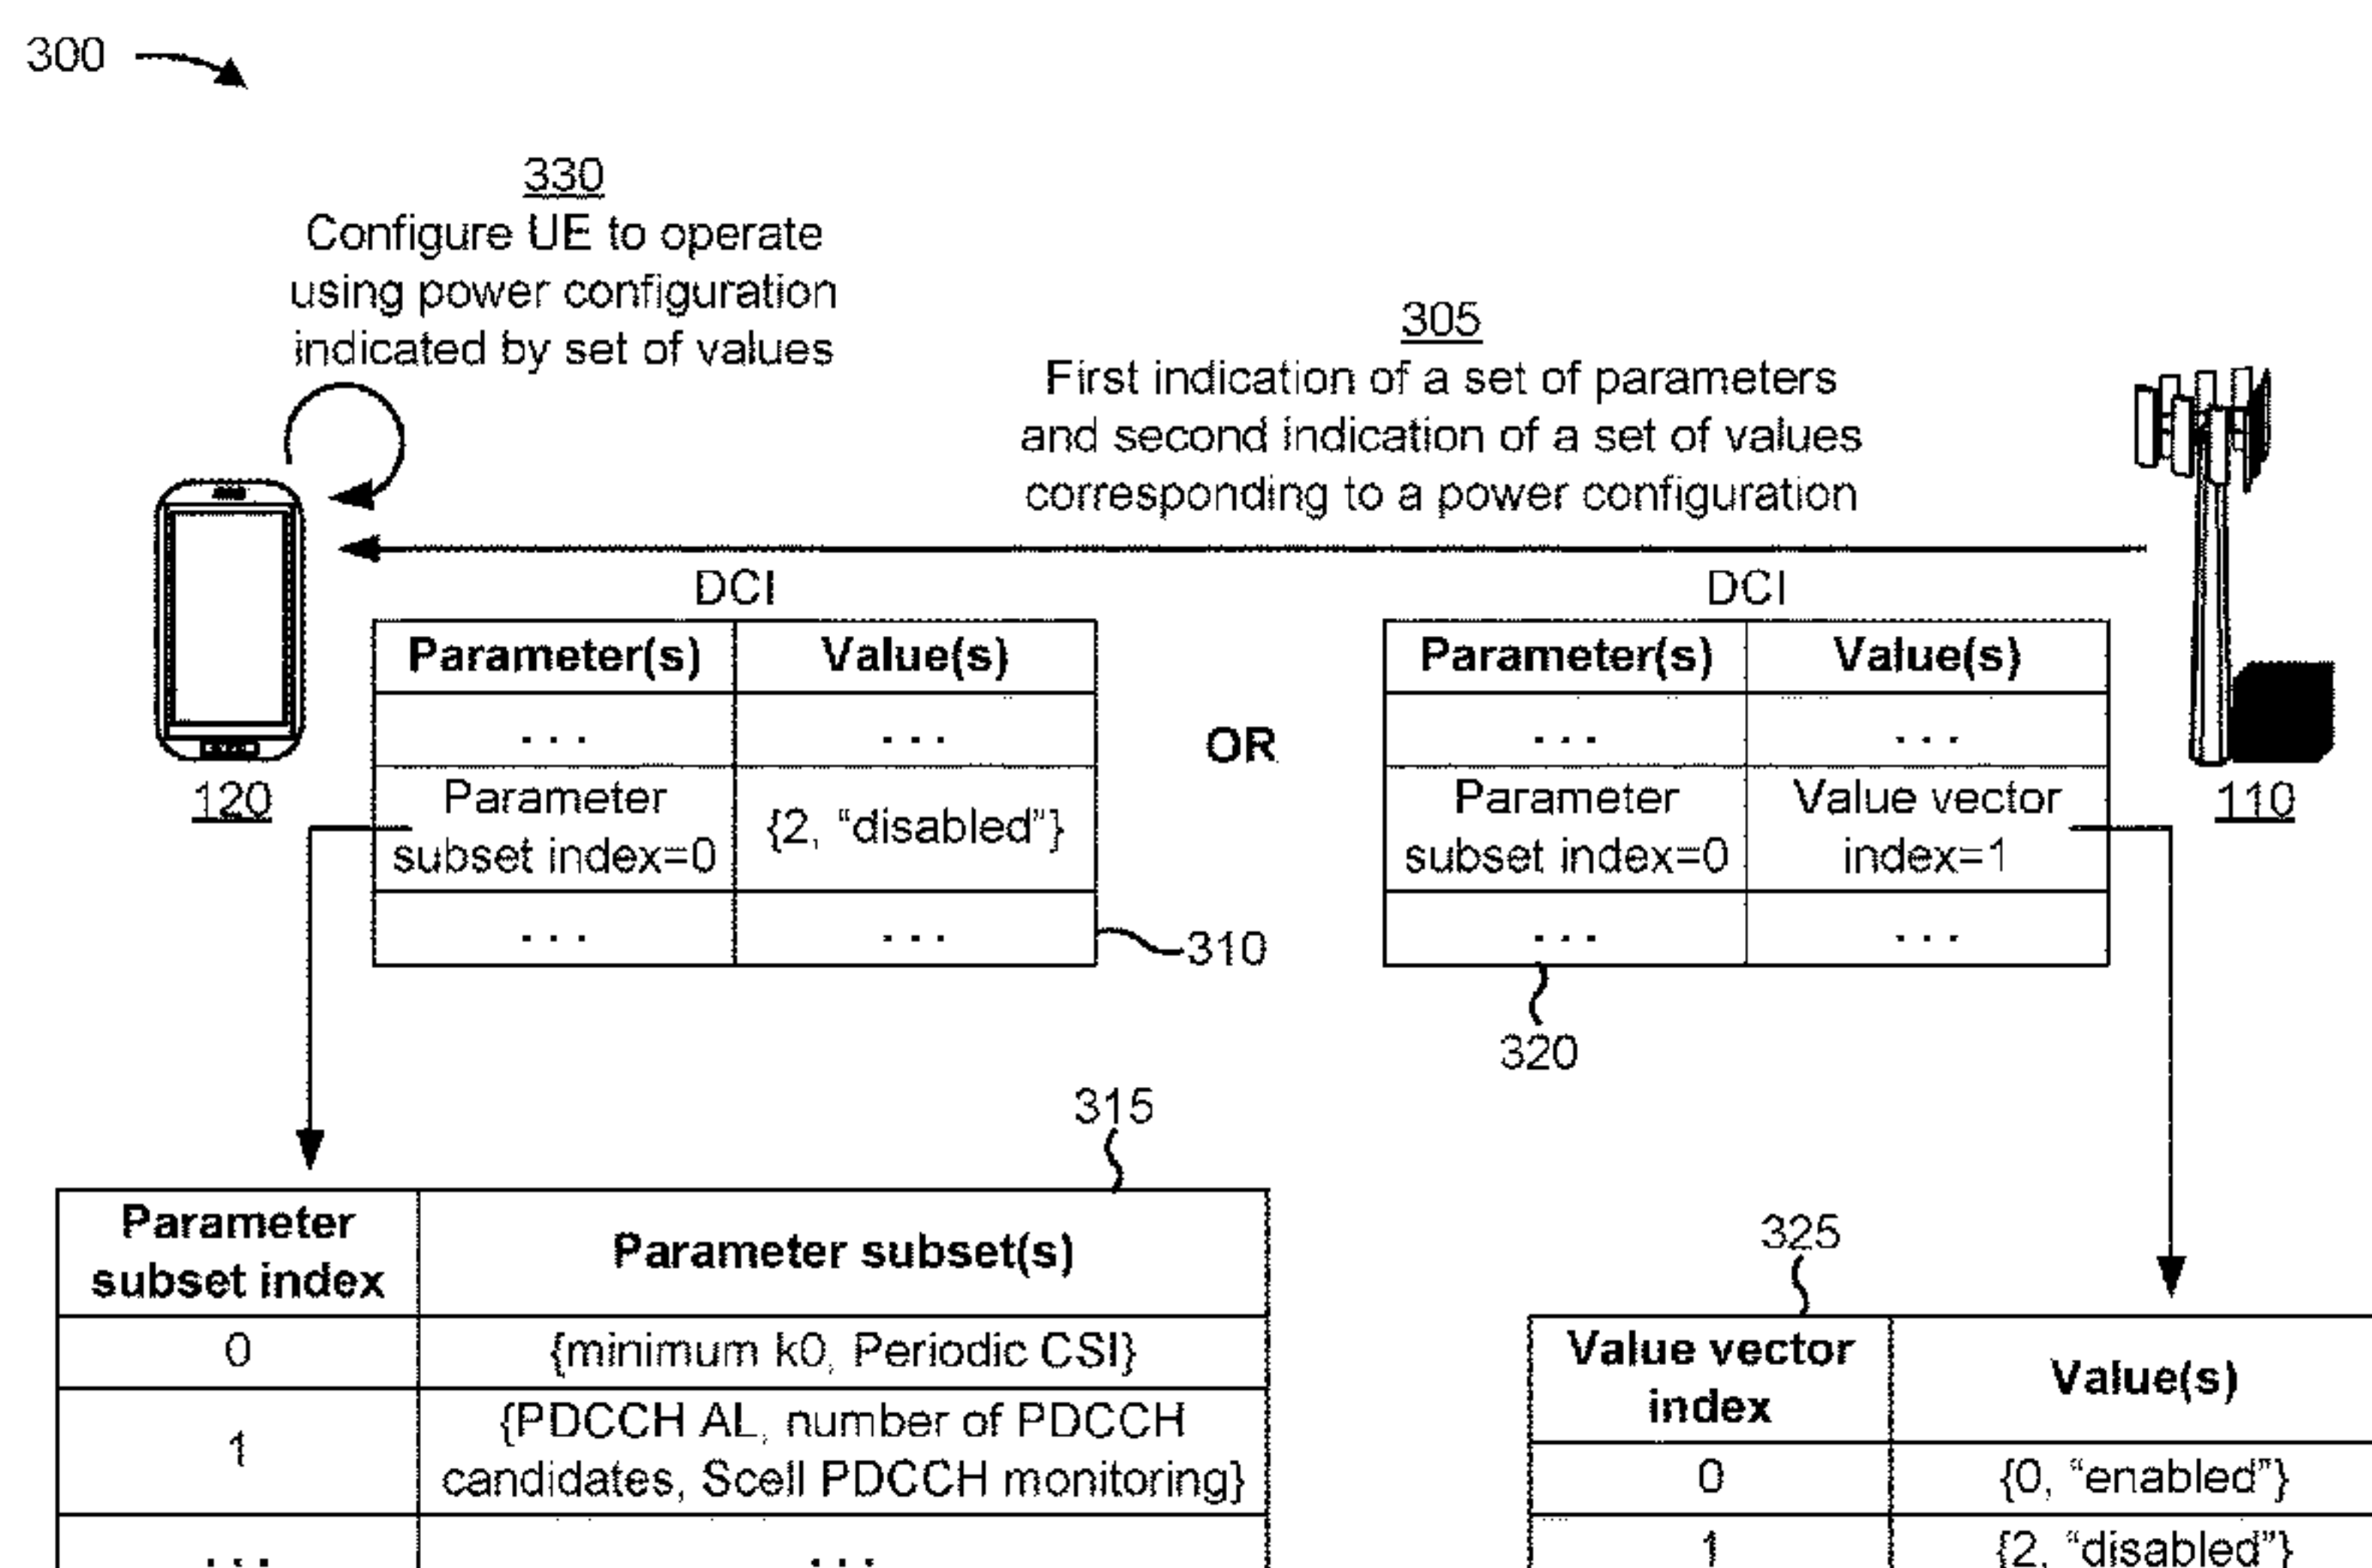 300
330
Configure UE to operate
using power configuration
indicated by set of values
305
First indication of a set of parameters
and second indication of a set of values
corresponding to a power configuration
DCI
Parameter(s) Value(s)
... ...
Parameter
subset index=0
{2, “disabled”}
... ...
310
OR
DCI
Parameter(s) Value(s)
... ...
Parameter
subset index=0
Value vector
index=1
... ...
320
120
110
315
Parameter
subset index
Parameter subset(s)
0 {minimum k0, Periodic CSI}
1
{PDCCH AL, number of PDCCH
candidates, Scell PDCCH monitoring}
... ...
325
Value vector
index
Value(s)
0 {0, “enabled”}
1 {2, “disabled”}